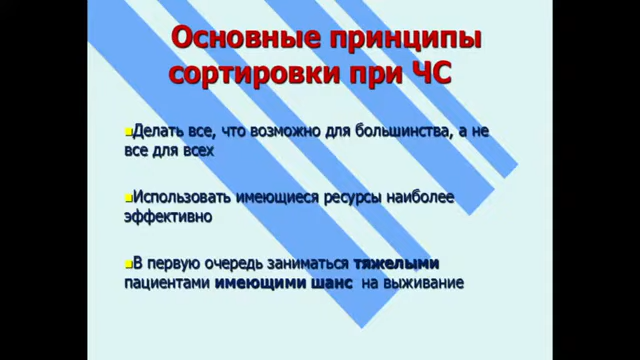 Основные принципы
сортировки при ЧС
Делать все, что возможно для большинства, а не
все для всех
Использовать имеющиеся ресурсы наиболее
эффективно
В первую очередь заниматься тяжелыми
пациентами имеющими шанс на выживание